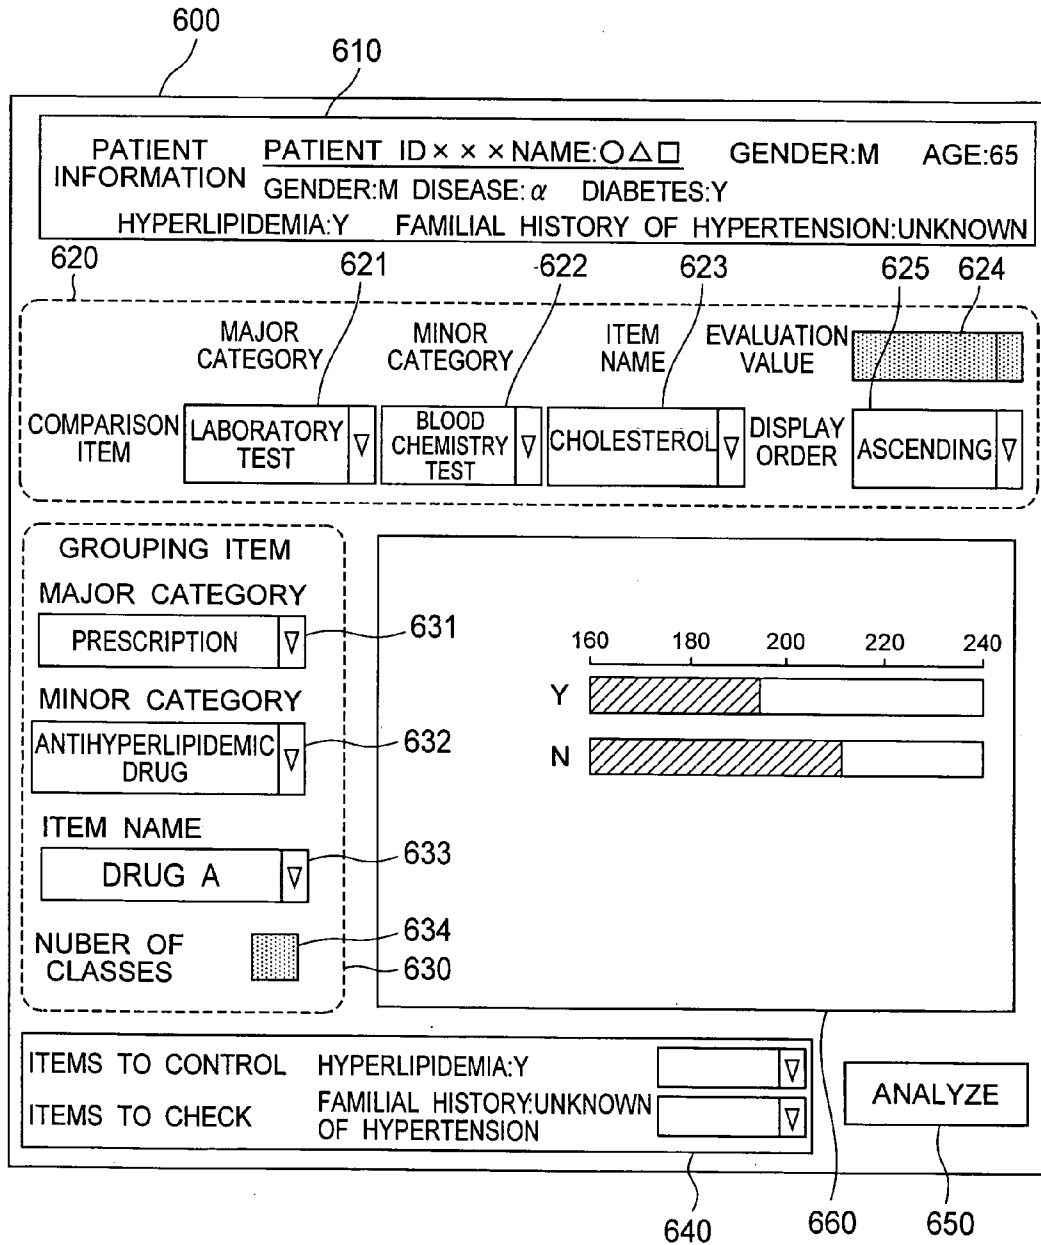 600
610
PATIENT INFORMATION PATIENT ID××× NAME:○△□ GENDER:M AGE:65
GENDER:M DISEASE:α DIABETES:Y
HYPERLIPIDEMIA:Y FAMILIAL HISTORY OF HYPERTENSION:UNKNOWN
620 621 622 623 625 624
MAJOR CATEGORY MINOR CATEGORY ITEM NAME EVALUATION VALUE
COMPARISON ITEM LABORATORY TEST ▽ BLOOD CHEMISTRY TEST ▽ CHOLESTEROL ▽ DISPLAY ORDER ASCENDING ▽
GROUPING ITEM
MAJOR CATEGORY
PRESCRIPTION ▽ 631
MINOR CATEGORY
ANTIHYPERLIPIDEMIC
DRUG ▽ 632
ITEM NAME
DRUG A ▽ 633
NUBER OF
CLASSES 634
630
160 180 200 220 240
Y
N
ITEMS TO CONTROL HYPERLIPIDEMIA:Y ▽
ITEMS TO CHECK FAMILIAL HISTORY:UNKNOWN
OF HYPERTENSION ▽
ANALYZE
640 660 650